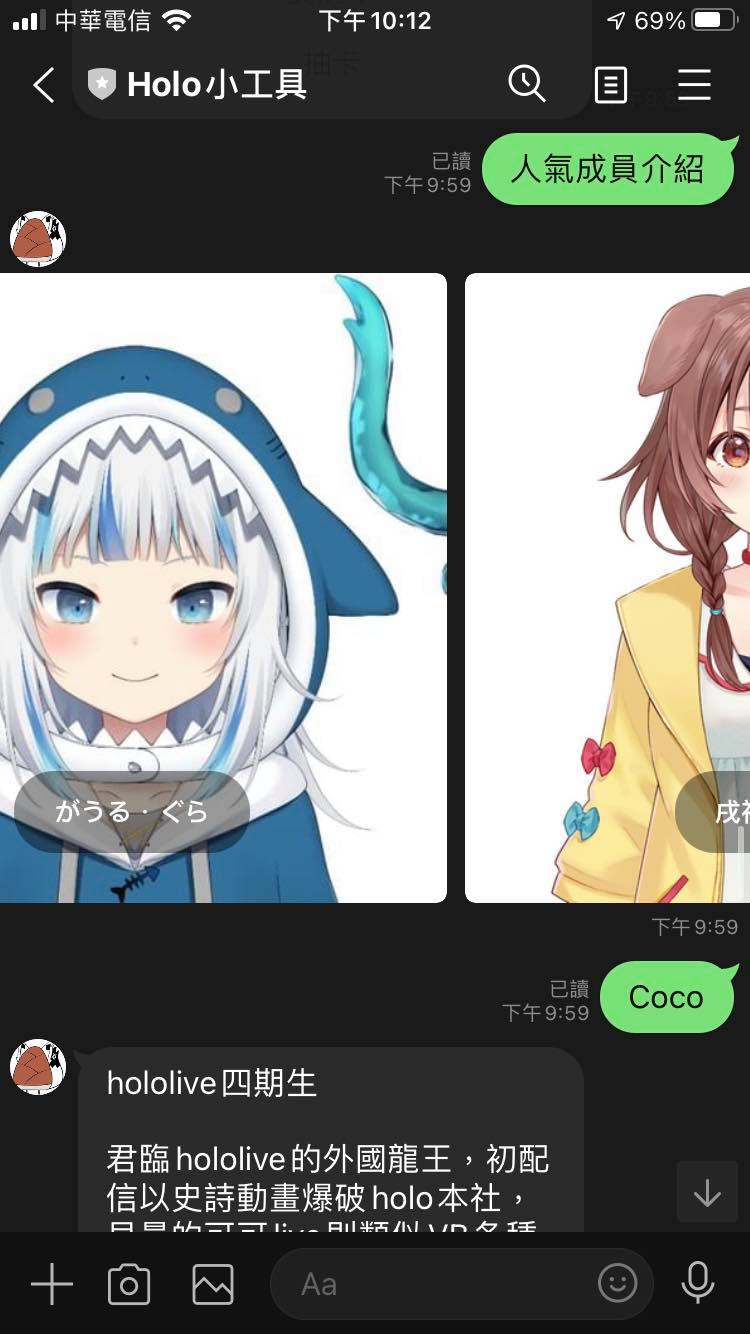 中華電信
下午10:12
69%
Holo小工具
已讀
下午9:59
人氣成員介紹
がうる・ぐら
戌
下午9:59
已讀
下午9:59
Coco
hololive四期生
君臨hololive的外國龍王,初配
信以史詩動畫爆破holo本社,
Aa